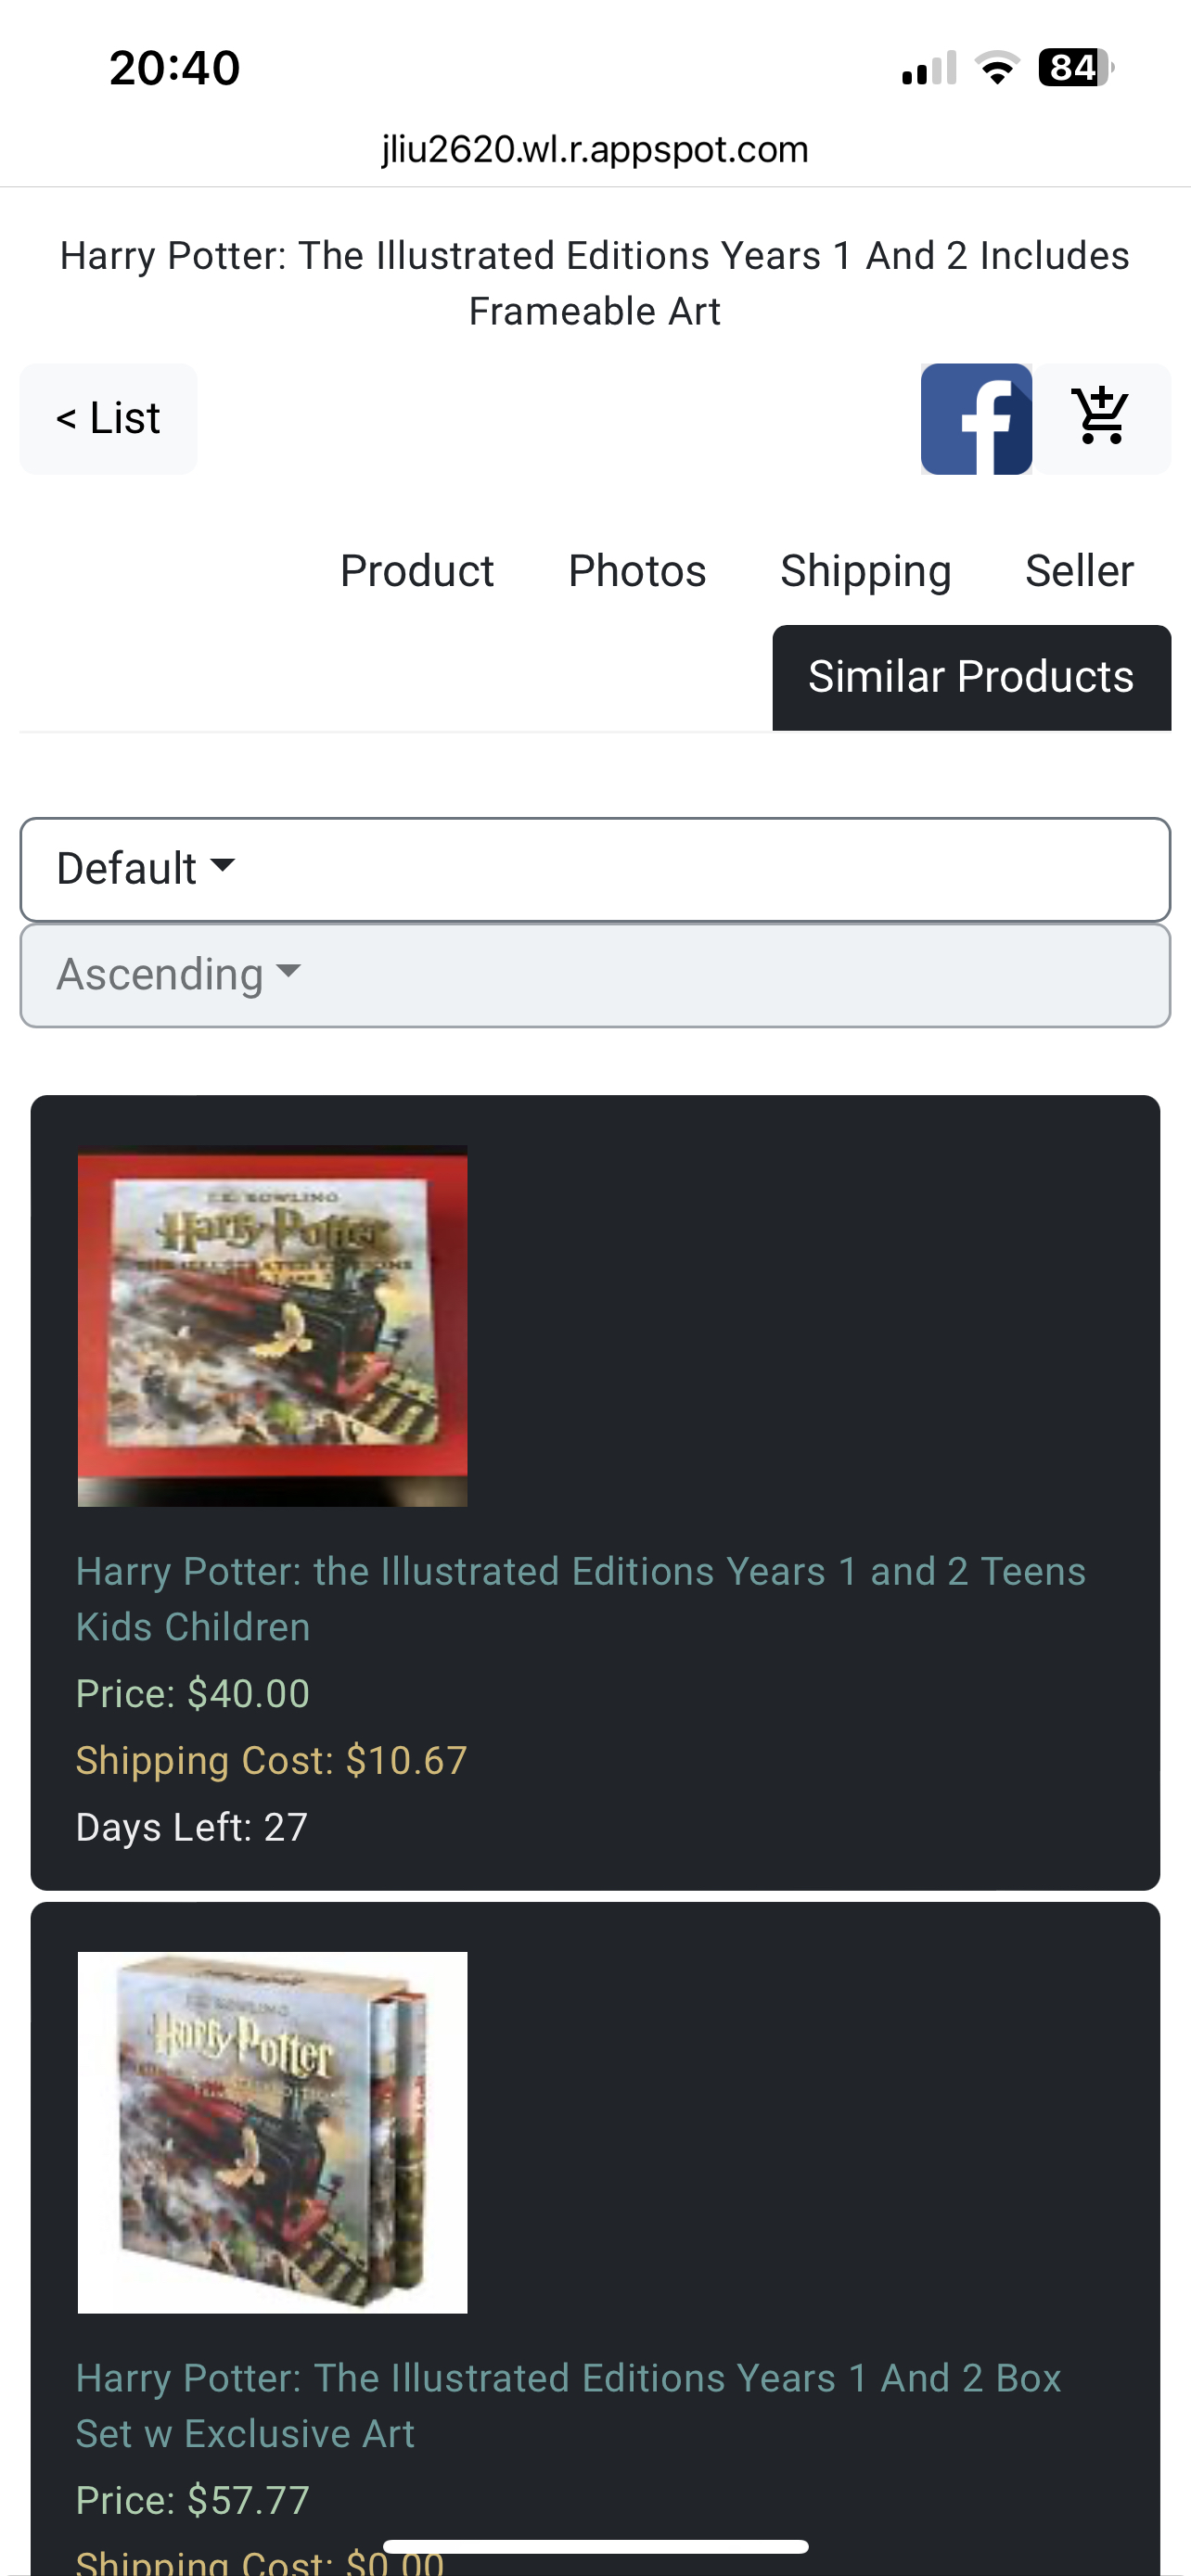 20:40
84
jliu2620.wl.r.appspot.com
Harry Potter: The Illustrated Editions Years 1 And 2 Includes
Frameable Art
< List
f
Product
Photos
Shipping
Seller
Similar Products
Default
Ascending
J.K. ROWLING
Harry Potter
THE ILLUSTRATED EDITIONS
Harry Potter: the Illustrated Editions Years 1 and 2 Teens
Kids Children
Price: $40.00
Shipping Cost: $10.67
Days Left: 27
J.K. ROWLING
Harry Potter
Harry Potter: The Illustrated Editions Years 1 And 2 Box
Set w Exclusive Art
Price: $57.77
Shipping Cost: $0.00